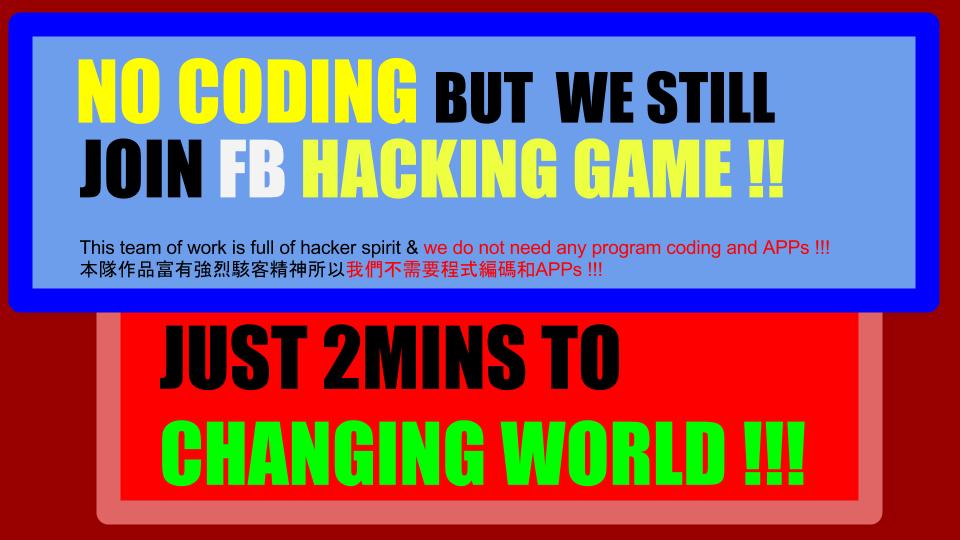 NO CODING BUT WE STILL
JOIN FB HACKING GAME !!
This team of work is full of hacker spirit & we do not need any program coding and APPs !!!
本隊作品富有強烈駭客精神所以我們不需要程式編碼和APPs !!!
JUST 2MINS TO
CHANGING WORLD !!!